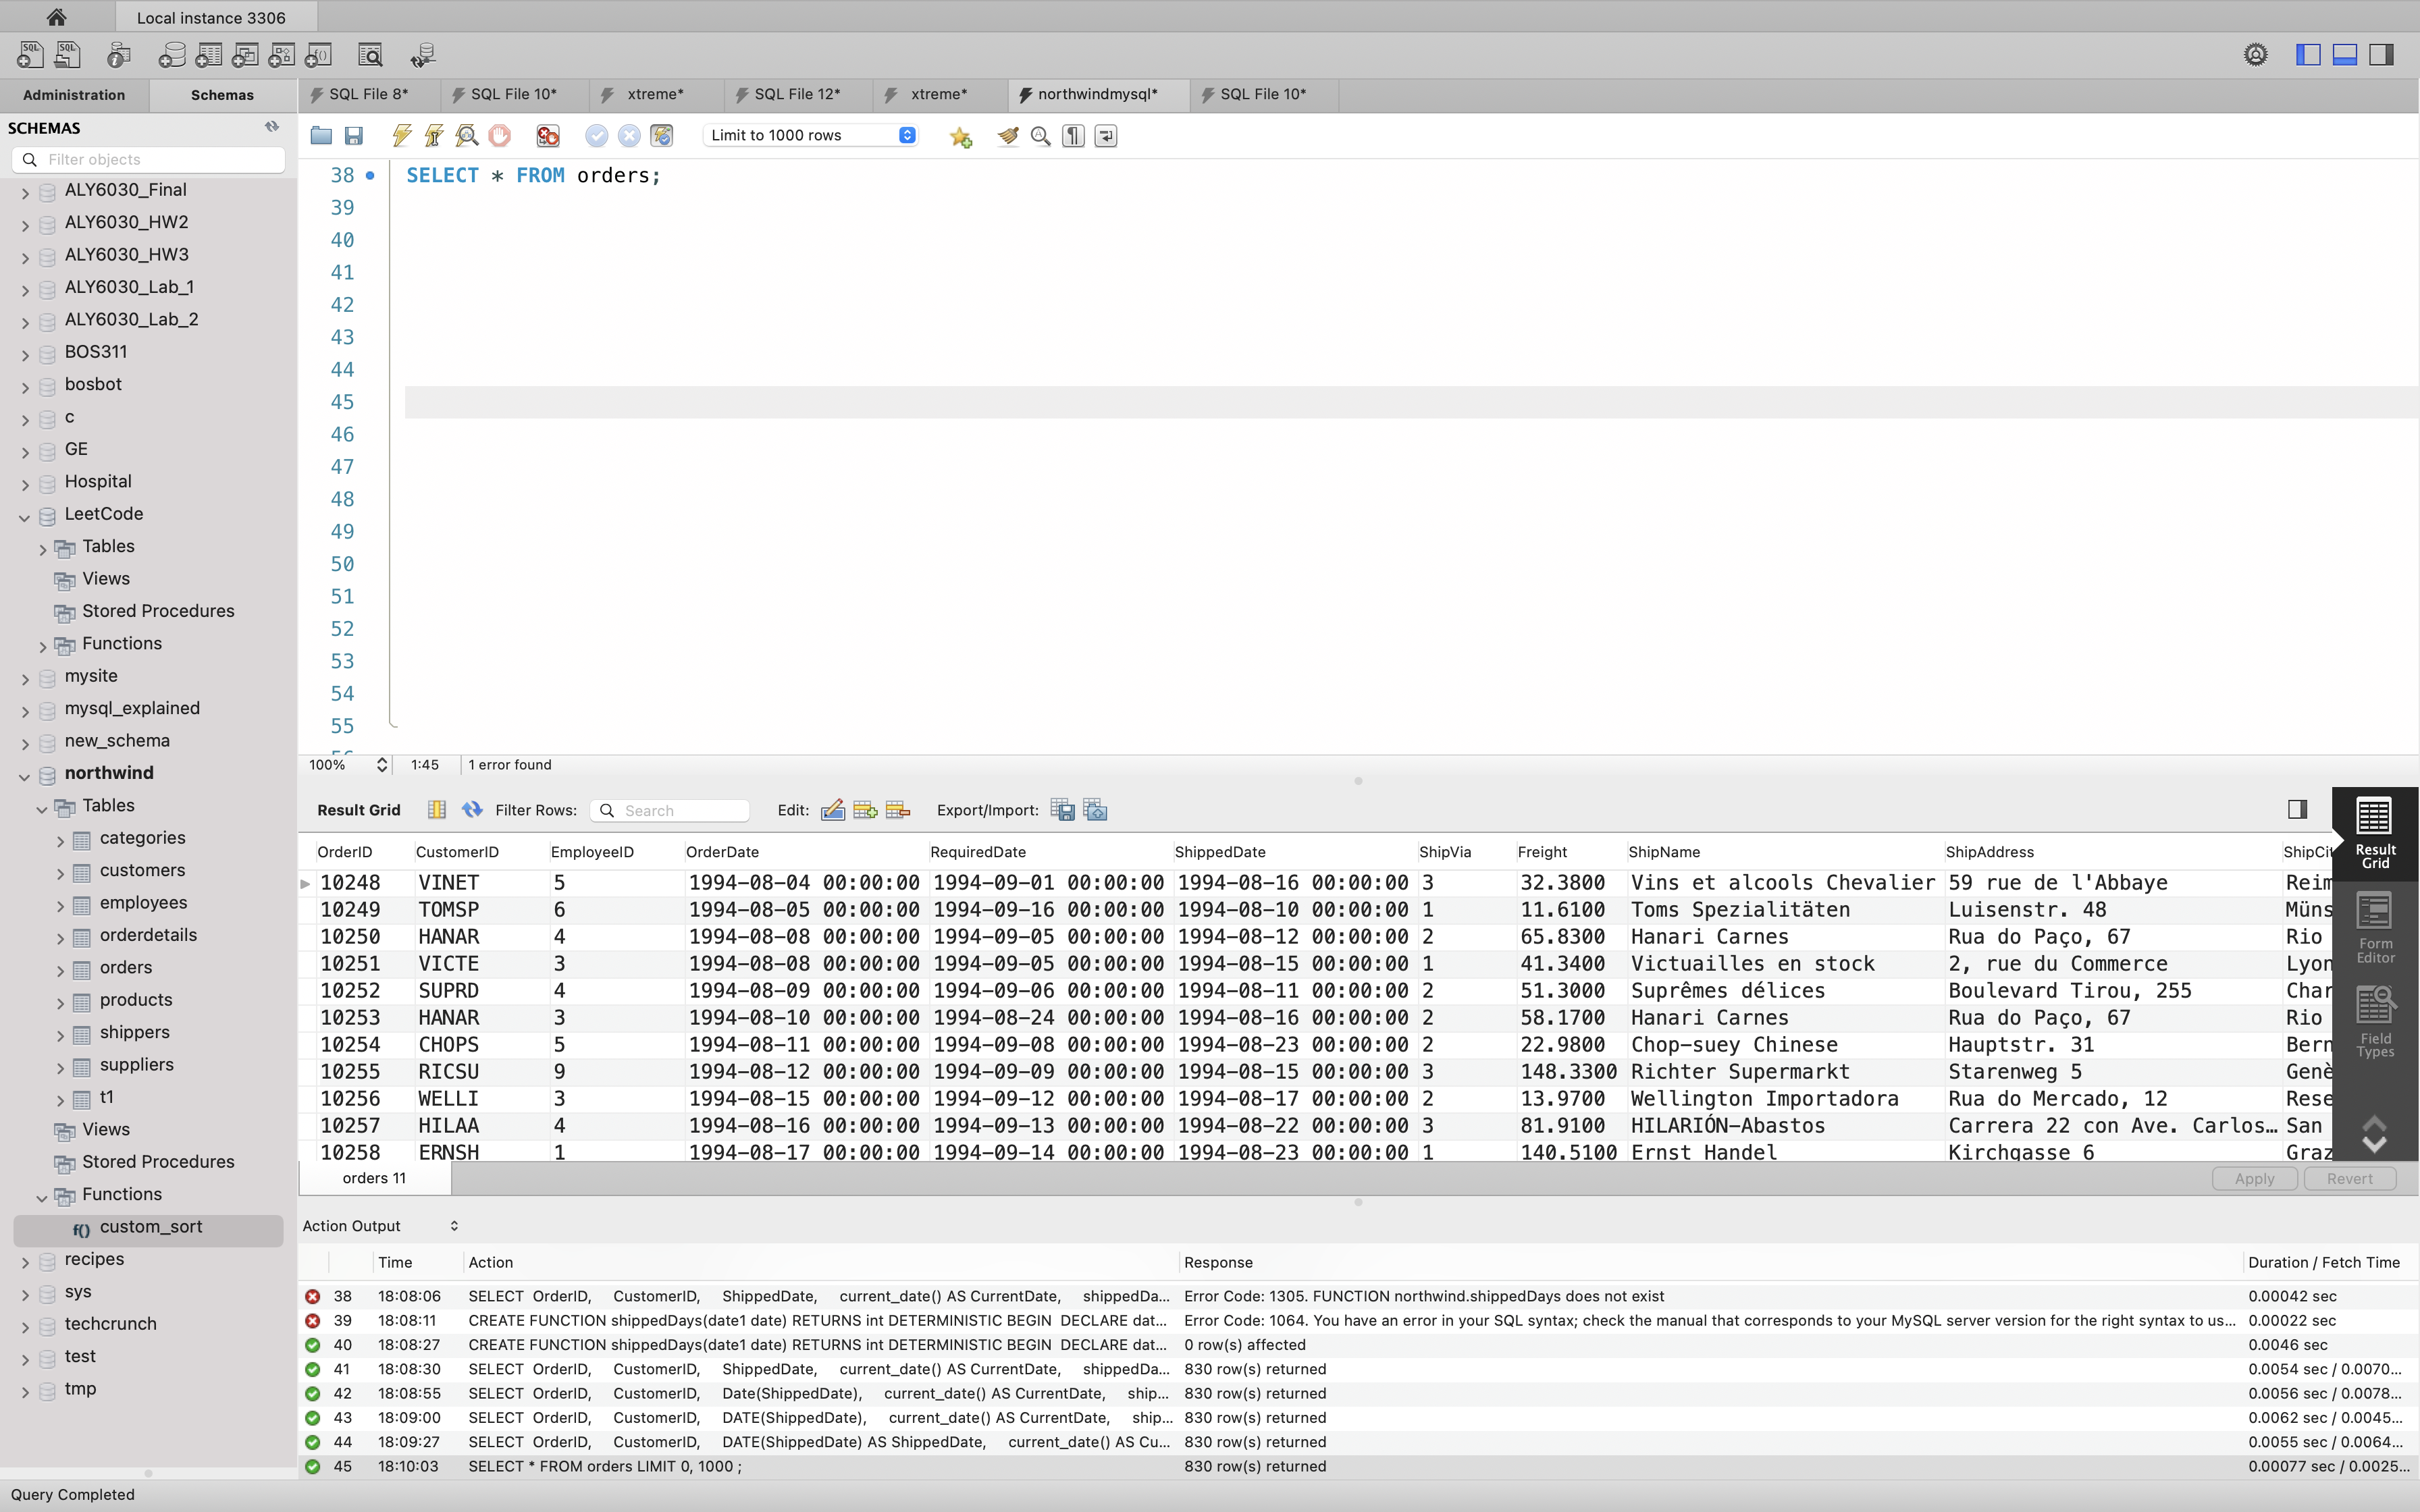 Local instance 3306
Administration Schemas SQL File 8* SQL File 10* xtreme* SQL File 12* xtreme* northwindmysql* SQL File 10*
SCHEMAS
Filter objects
Limit to 1000 rows
ALY6030_Final
ALY6030_HW2
ALY6030_HW3
ALY6030_Lab_1
ALY6030_Lab_2
BOS311
bosbot
c
GE
Hospital
LeetCode
Tables
Views
Stored Procedures
Functions
mysite
mysql_explained
new_schema
northwind
Tables
categories
customers
employees
orderdetails
orders
products
shippers
suppliers
t1
Views
Stored Procedures
Functions
f() custom_sort
recipes
sys
techcrunch
test
tmp
38 SELECT * FROM orders;
39
40
41
42
43
44
45
46
47
48
49
50
51
52
53
54
55
100% 1:45 1 error found
Result Grid Filter Rows: Search Edit: Export/Import:
OrderID CustomerID EmployeeID OrderDate RequiredDate ShippedDate ShipVia Freight ShipName ShipAddress ShipCit
10248 VINET 5 1994-08-04 00:00:00 1994-09-01 00:00:00 1994-08-16 00:00:00 3 32.3800 Vins et alcools Chevalier 59 rue de l'Abbaye Reim
10249 TOMSP 6 1994-08-05 00:00:00 1994-09-16 00:00:00 1994-08-10 00:00:00 1 11.6100 Toms Spezialitäten Luisenstr. 48 Müns
10250 HANAR 4 1994-08-08 00:00:00 1994-09-05 00:00:00 1994-08-12 00:00:00 2 65.8300 Hanari Carnes Rua do Paço, 67 Rio
10251 VICTE 3 1994-08-08 00:00:00 1994-09-05 00:00:00 1994-08-15 00:00:00 1 41.3400 Victuailles en stock 2, rue du Commerce Lyon
10252 SUPRD 4 1994-08-09 00:00:00 1994-09-06 00:00:00 1994-08-11 00:00:00 2 51.3000 Suprêmes délices Boulevard Tirou, 255 Char
10253 HANAR 3 1994-08-10 00:00:00 1994-08-24 00:00:00 1994-08-16 00:00:00 2 58.1700 Hanari Carnes Rua do Paço, 67 Rio
10254 CHOPS 5 1994-08-11 00:00:00 1994-09-08 00:00:00 1994-08-23 00:00:00 2 22.9800 Chop-suey Chinese Hauptstr. 31 Bern
10255 RICSU 9 1994-08-12 00:00:00 1994-09-09 00:00:00 1994-08-15 00:00:00 3 148.3300 Richter Supermarkt Starenweg 5 Genè
10256 WELLI 3 1994-08-15 00:00:00 1994-09-12 00:00:00 1994-08-17 00:00:00 2 13.9700 Wellington Importadora Rua do Mercado, 12 Rese
10257 HILAA 4 1994-08-16 00:00:00 1994-09-13 00:00:00 1994-08-22 00:00:00 3 81.9100 HILARIÓN-Abastos Carrera 22 con Ave. Carlos… San
10258 ERNSH 1 1994-08-17 00:00:00 1994-09-14 00:00:00 1994-08-23 00:00:00 1 140.5100 Ernst Handel Kirchgasse 6 Graz
Result
Grid
Form
Editor
Field
Types
orders 11 Apply Revert
Action Output
Time Action Response Duration / Fetch Time
38 18:08:06 SELECT OrderID, CustomerID, ShippedDate, current_date() AS CurrentDate, shippedDa... Error Code: 1305. FUNCTION northwind.shippedDays does not exist 0.00042 sec
39 18:08:11 CREATE FUNCTION shippedDays(date1 date) RETURNS int DETERMINISTIC BEGIN DECLARE dat... Error Code: 1064. You have an error in your SQL syntax; check the manual that corresponds to your MySQL server version for the right syntax to us... 0.00022 sec
40 18:08:27 CREATE FUNCTION shippedDays(date1 date) RETURNS int DETERMINISTIC BEGIN DECLARE dat... 0 row(s) affected 0.0046 sec
41 18:08:30 SELECT OrderID, CustomerID, ShippedDate, current_date() AS CurrentDate, shippedDa... 830 row(s) returned 0.0054 sec / 0.0070...
42 18:08:55 SELECT OrderID, CustomerID, Date(ShippedDate), current_date() AS CurrentDate, ship... 830 row(s) returned 0.0056 sec / 0.0078...
43 18:09:00 SELECT OrderID, CustomerID, DATE(ShippedDate), current_date() AS CurrentDate, ship... 830 row(s) returned 0.0062 sec / 0.0045...
44 18:09:27 SELECT OrderID, CustomerID, DATE(ShippedDate) AS ShippedDate, current_date() AS Cu... 830 row(s) returned 0.0055 sec / 0.0064...
45 18:10:03 SELECT * FROM orders LIMIT 0, 1000 ; 830 row(s) returned 0.00077 sec / 0.0025...
Query Completed